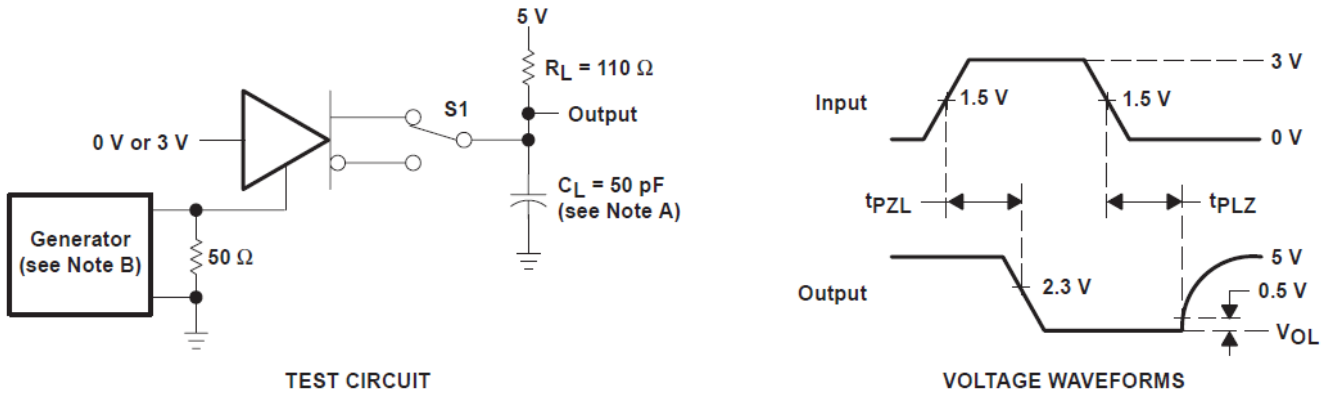 5 V
R_L = 110 Ω
S1
Output
0 V or 3 V
C_L = 50 pF
(see Note A)
Generator
(see Note B)
50 Ω
TEST CIRCUIT
3 V
Input
1.5 V
1.5 V
0 V
t_PZL
t_PLZ
5 V
Output
2.3 V
0.5 V
V_OL
VOLTAGE WAVEFORMS